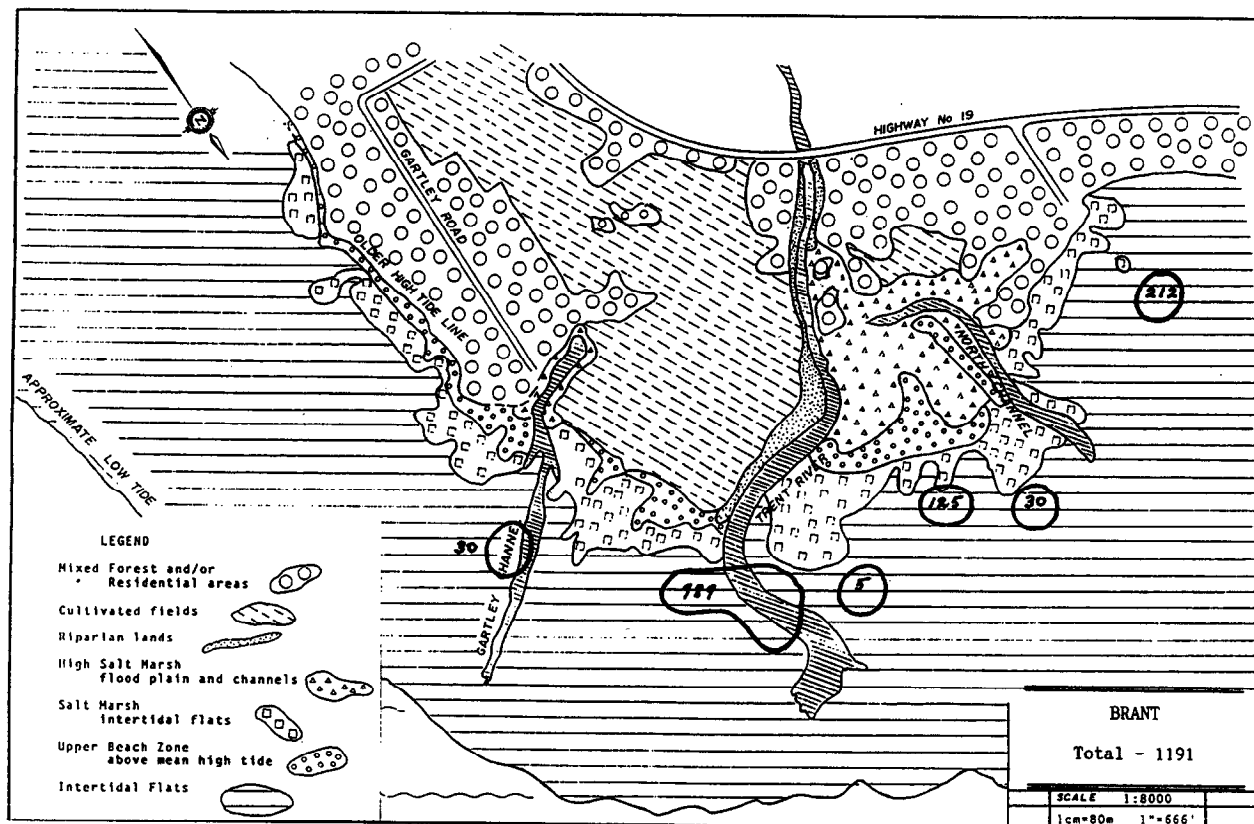 HIGHWAY No 19
GARTLEY ROAD
OLDER HIGH TIDE LINE
212
NORTH CHANNEL
APPROXIMATE LOW TIDE
TRENT RIVER
125
30
30
GARTLEY CHANNEL
989
5
LEGEND
Mixed Forest and/or
Residential areas
Cultivated fields
Riparian lands
High Salt Marsh
flood plain and channels
Salt Marsh
intertidal flats
Upper Beach Zone
above mean high tide
Intertidal Flats
BRANT
Total - 1191
SCALE 1:8000
1cm=80m 1"=666'